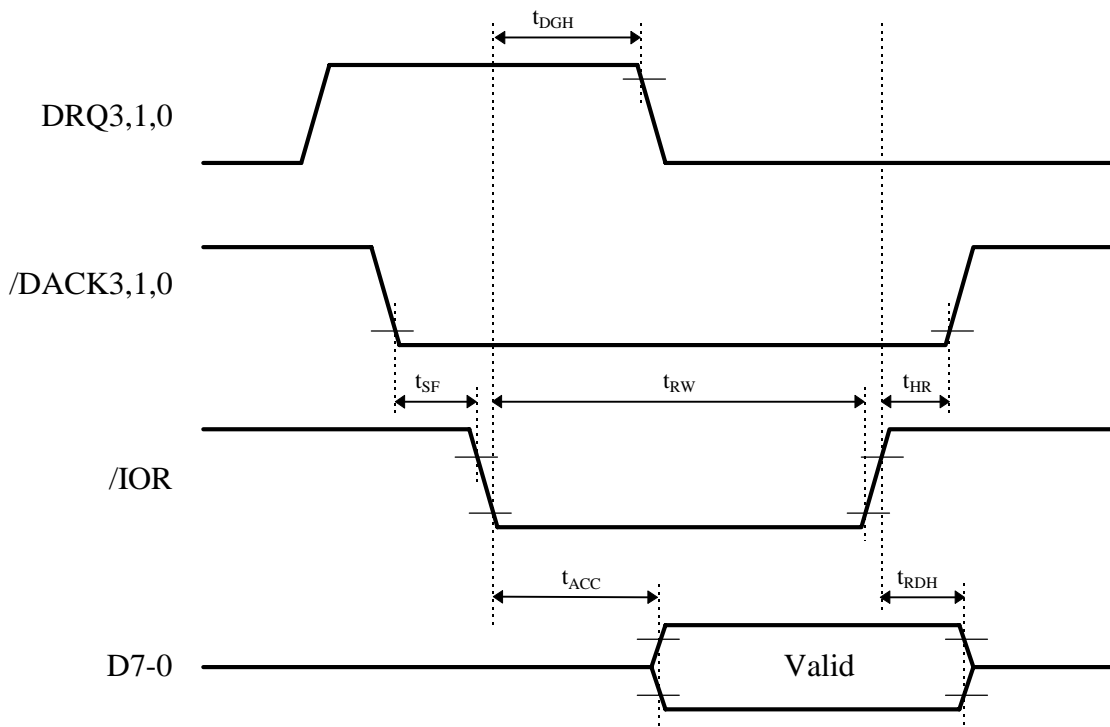 tDGH
DRQ3,1,0
/DACK3,1,0
tSF tRW tHR
/IOR
tACC tRDH
D7-0 Valid